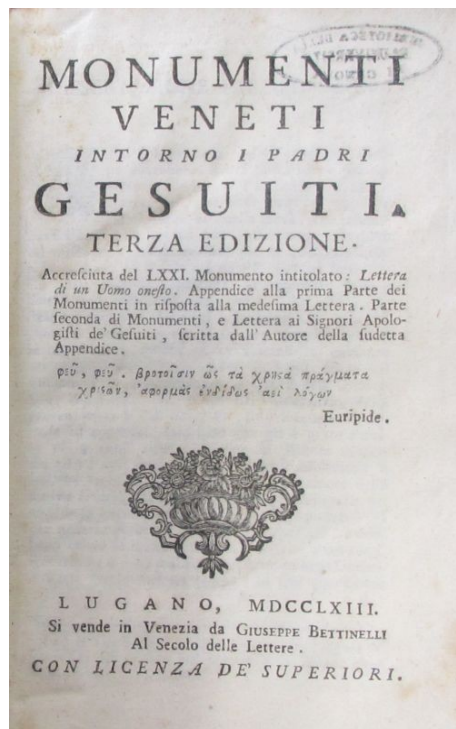 MONUMENTI
VENETI
INTORNO I PADRI
GESUITI.
TERZA EDIZIONE.
Accreſciuta del LXXI. Monumento intitolato: Lettera
di un Uomo oneſto. Appendice alla prima Parte dei
Monumenti in riſpoſta alla medeſima Lettera. Parte
ſeconda di Monumenti, e Lettera ai Signori Apolo-
giſti de' Geſuiti, ſcritta dall'Autore della ſudetta
Appendice.
φεῦ, φεῦ. βροτοῖσιν ὡς τὰ χρηστὰ πράγματα
ἀφορμὰς ἐνδίδωσ' ἀεὶ λόγων
Euripide.
LUGANO, MDCCLXIII.
Si vende in Venezia da GIUSEPPE BETTINELLI
Al Secolo delle Lettere.
CON LICENZA DE' SUPERIORI.